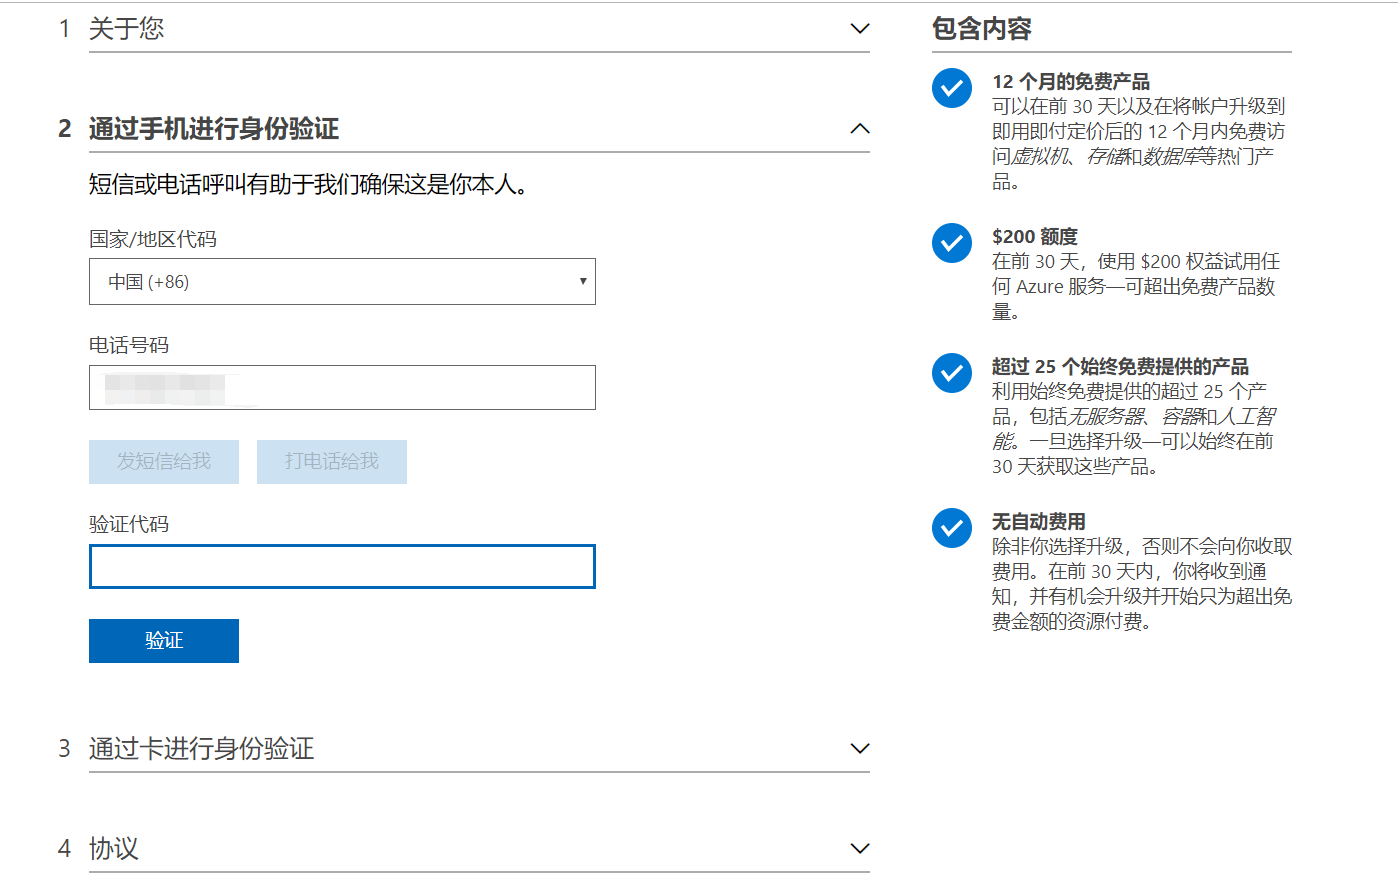 1 关于您
2 通过手机进行身份验证
短信或电话呼叫有助于我们确保这是你本人。
国家/地区代码
中国 (+86)
电话号码
发短信给我 打电话给我
验证代码
验证
3 通过卡进行身份验证
4 协议
包含内容
12 个月的免费产品
可以在前 30 天以及在将帐户升级到
即用即付定价后的 12 个月内免费访
问虚拟机、存储和数据库等热门产
品。
$200 额度
在前 30 天，使用 $200 权益试用任
何 Azure 服务—可超出免费产品数
量。
超过 25 个始终免费提供的产品
利用始终免费提供的超过 25 个产
品，包括无服务器、容器和人工智
能。一旦选择升级—可以始终在前
30 天获取这些产品。
无自动费用
除非你选择升级，否则不会向你收取
费用。在前 30 天内，你将收到通
知，并有机会升级并开始只为超出免
费金额的资源付费。